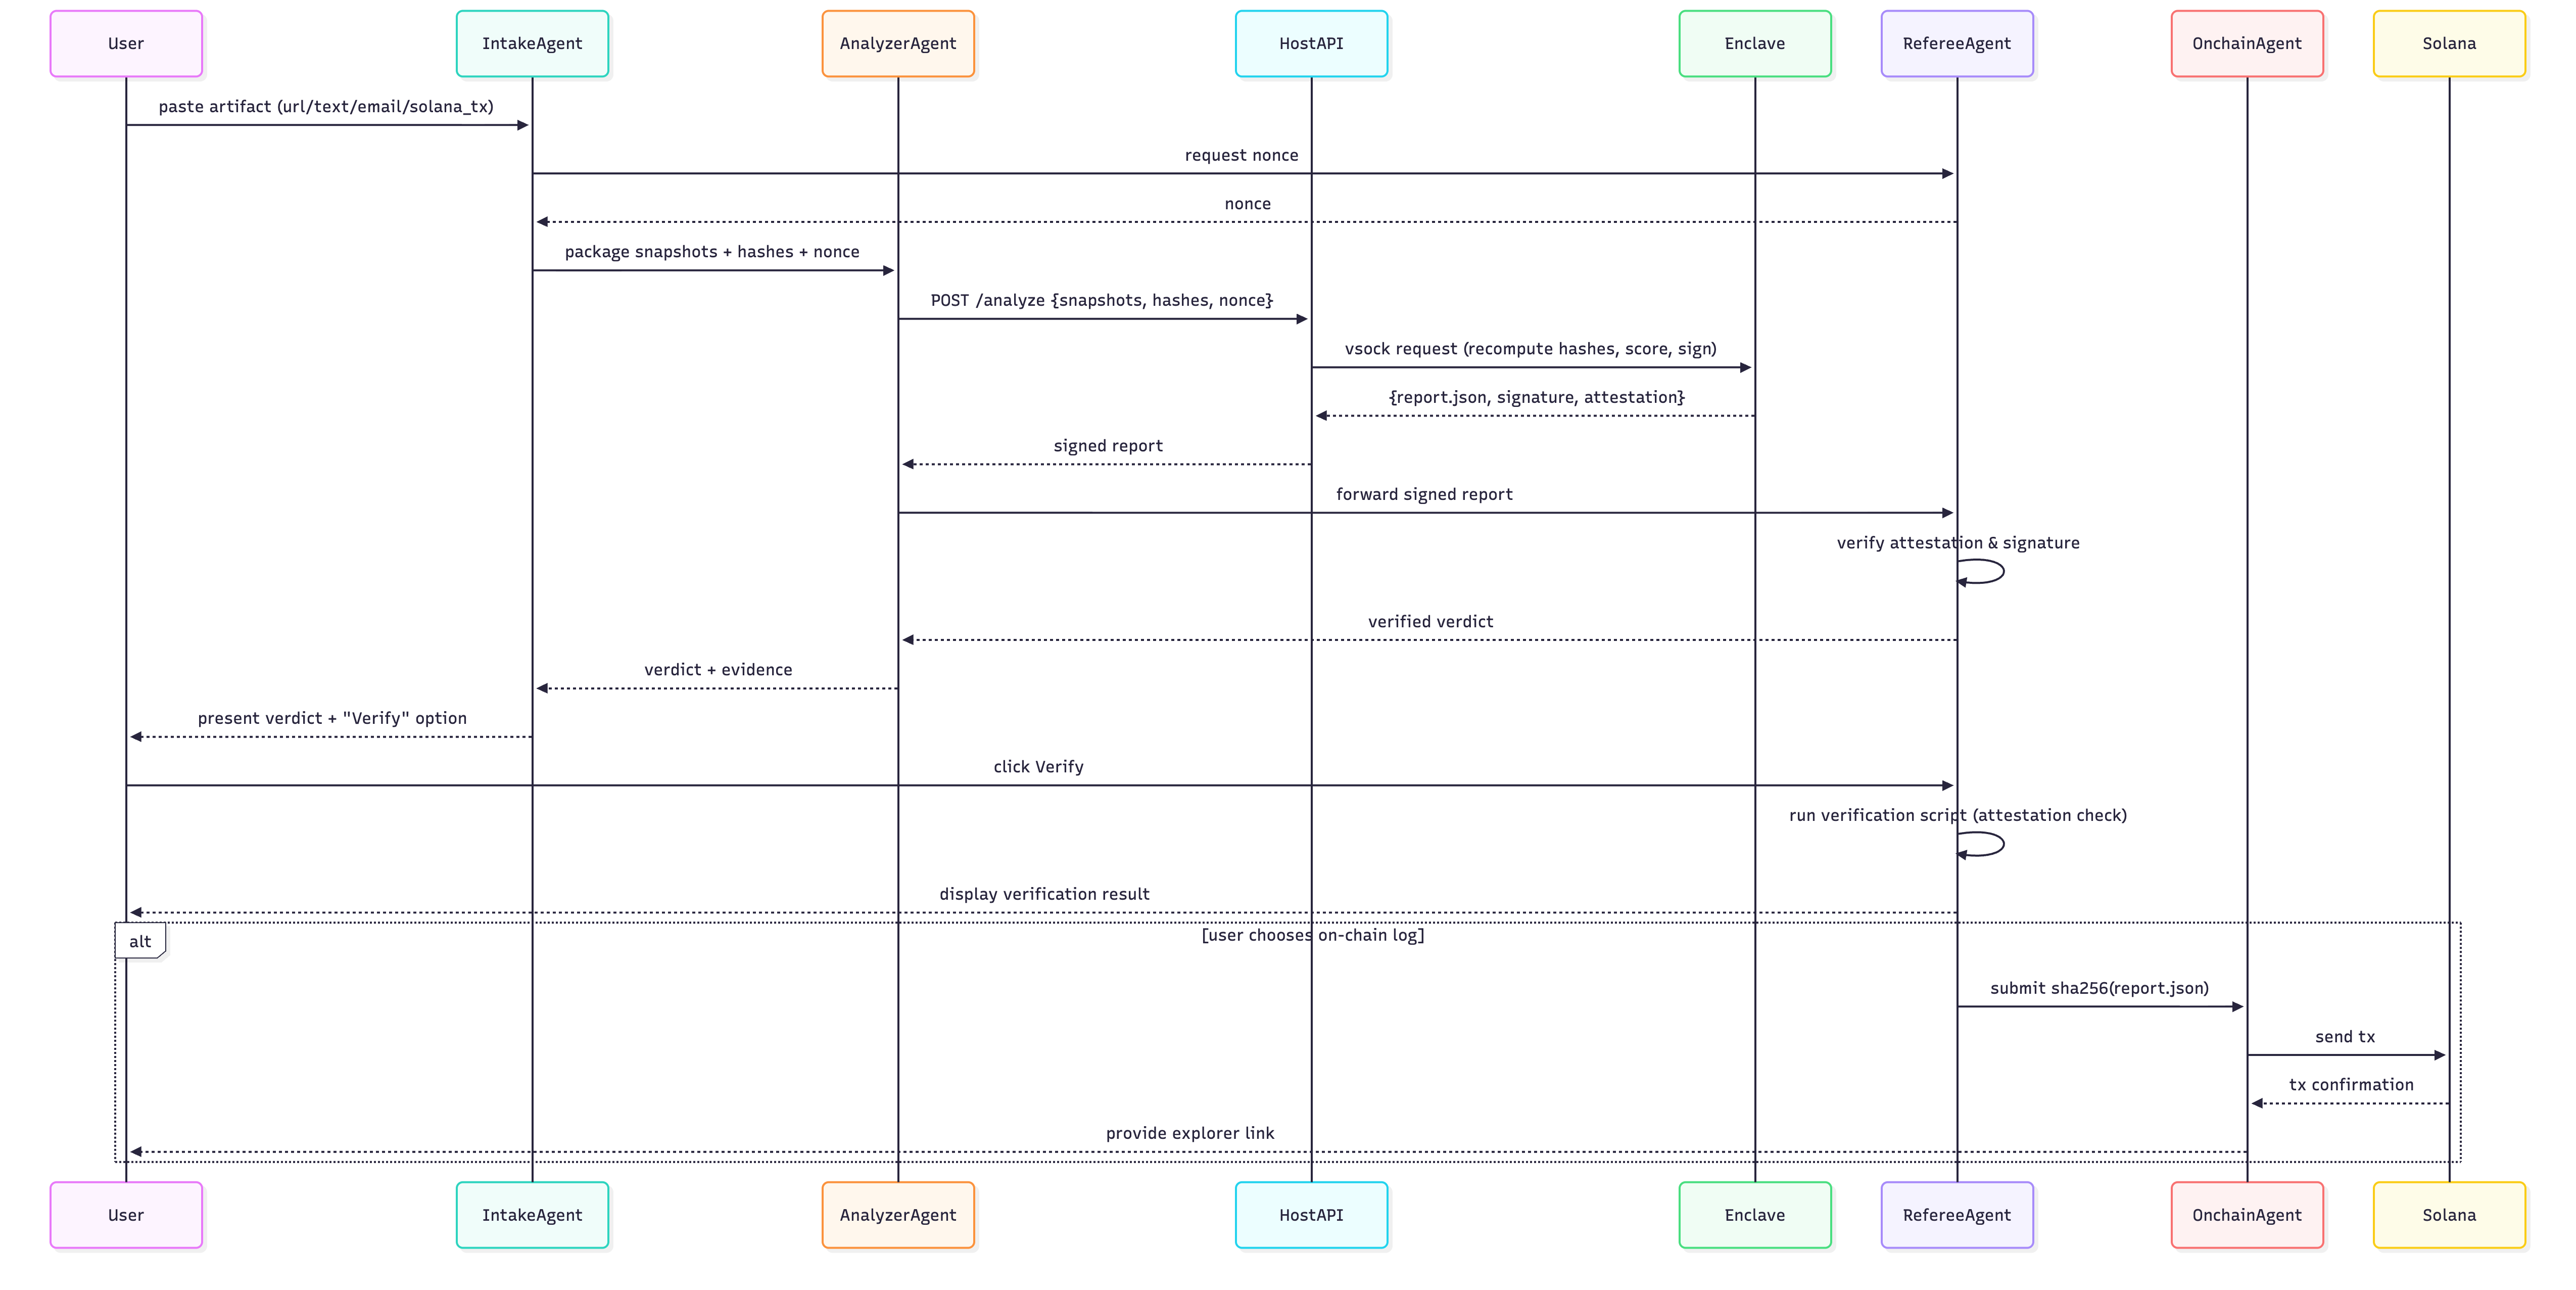 User
IntakeAgent
AnalyzerAgent
HostAPI
Enclave
RefereeAgent
OnchainAgent
Solana
paste artifact (url/text/email/solana_tx)
request nonce
nonce
package snapshots + hashes + nonce
POST /analyze {snapshots, hashes, nonce}
vsock request (recompute hashes, score, sign)
{report.json, signature, attestation}
signed report
forward signed report
verify attestation & signature
verified verdict
verdict + evidence
present verdict + "Verify" option
click Verify
run verification script (attestation check)
display verification result
alt
[user chooses on-chain log]
submit sha256(report.json)
send tx
tx confirmation
provide explorer link
User
IntakeAgent
AnalyzerAgent
HostAPI
Enclave
RefereeAgent
OnchainAgent
Solana